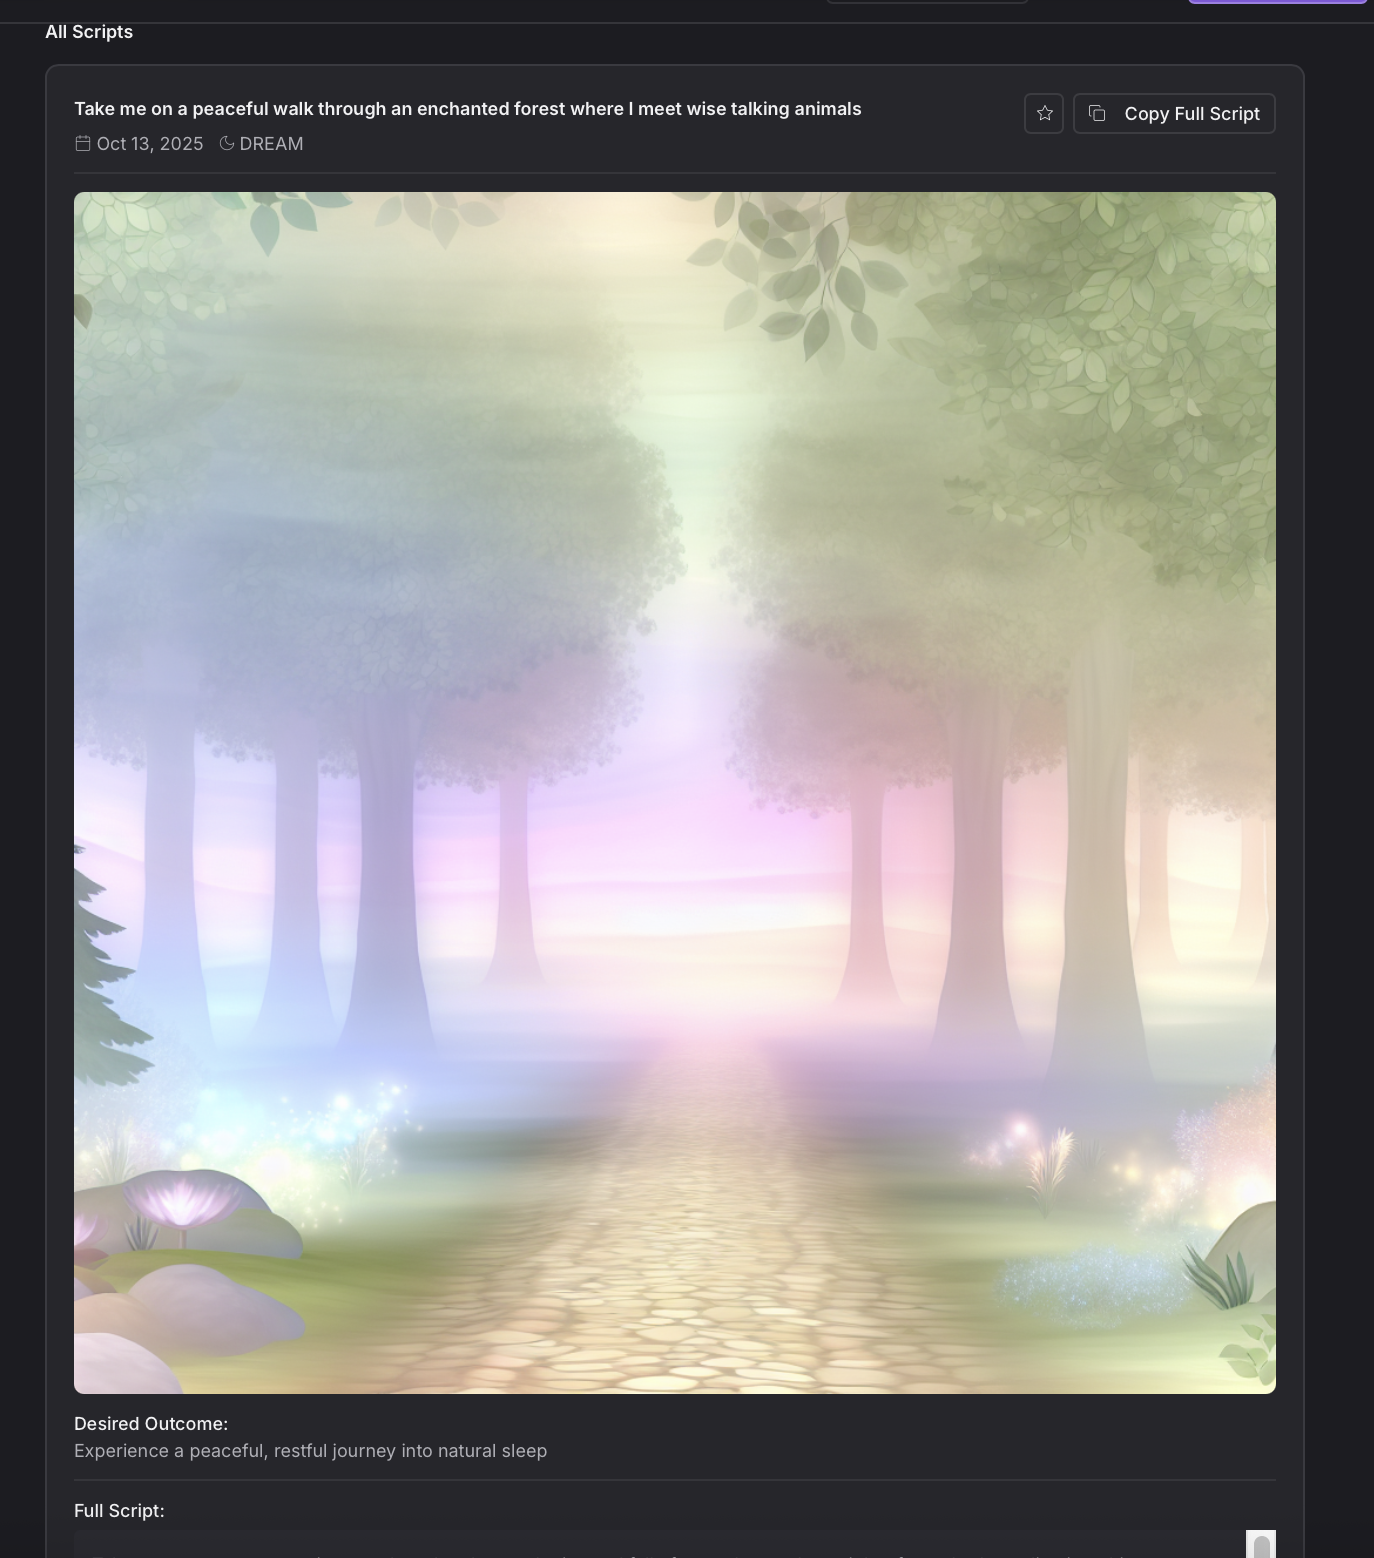 All Scripts
Take me on a peaceful walk through an enchanted forest where I meet wise talking animals
Copy Full Script
Oct 13, 2025 DREAM
Desired Outcome:
Experience a peaceful, restful journey into natural sleep
Full Script: